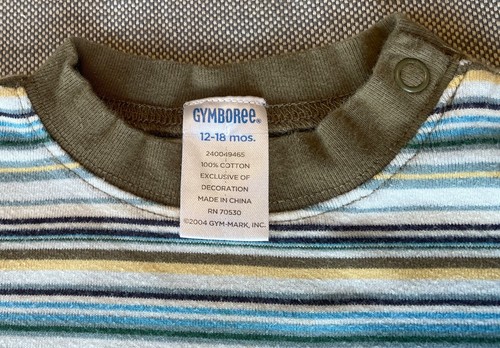 GYMBOREE®
12-18 mos.
240049465
100% COTTON
EXCLUSIVE OF
DECORATION
MADE IN CHINA
RN 70530
©2004 GYM-MARK, INC.